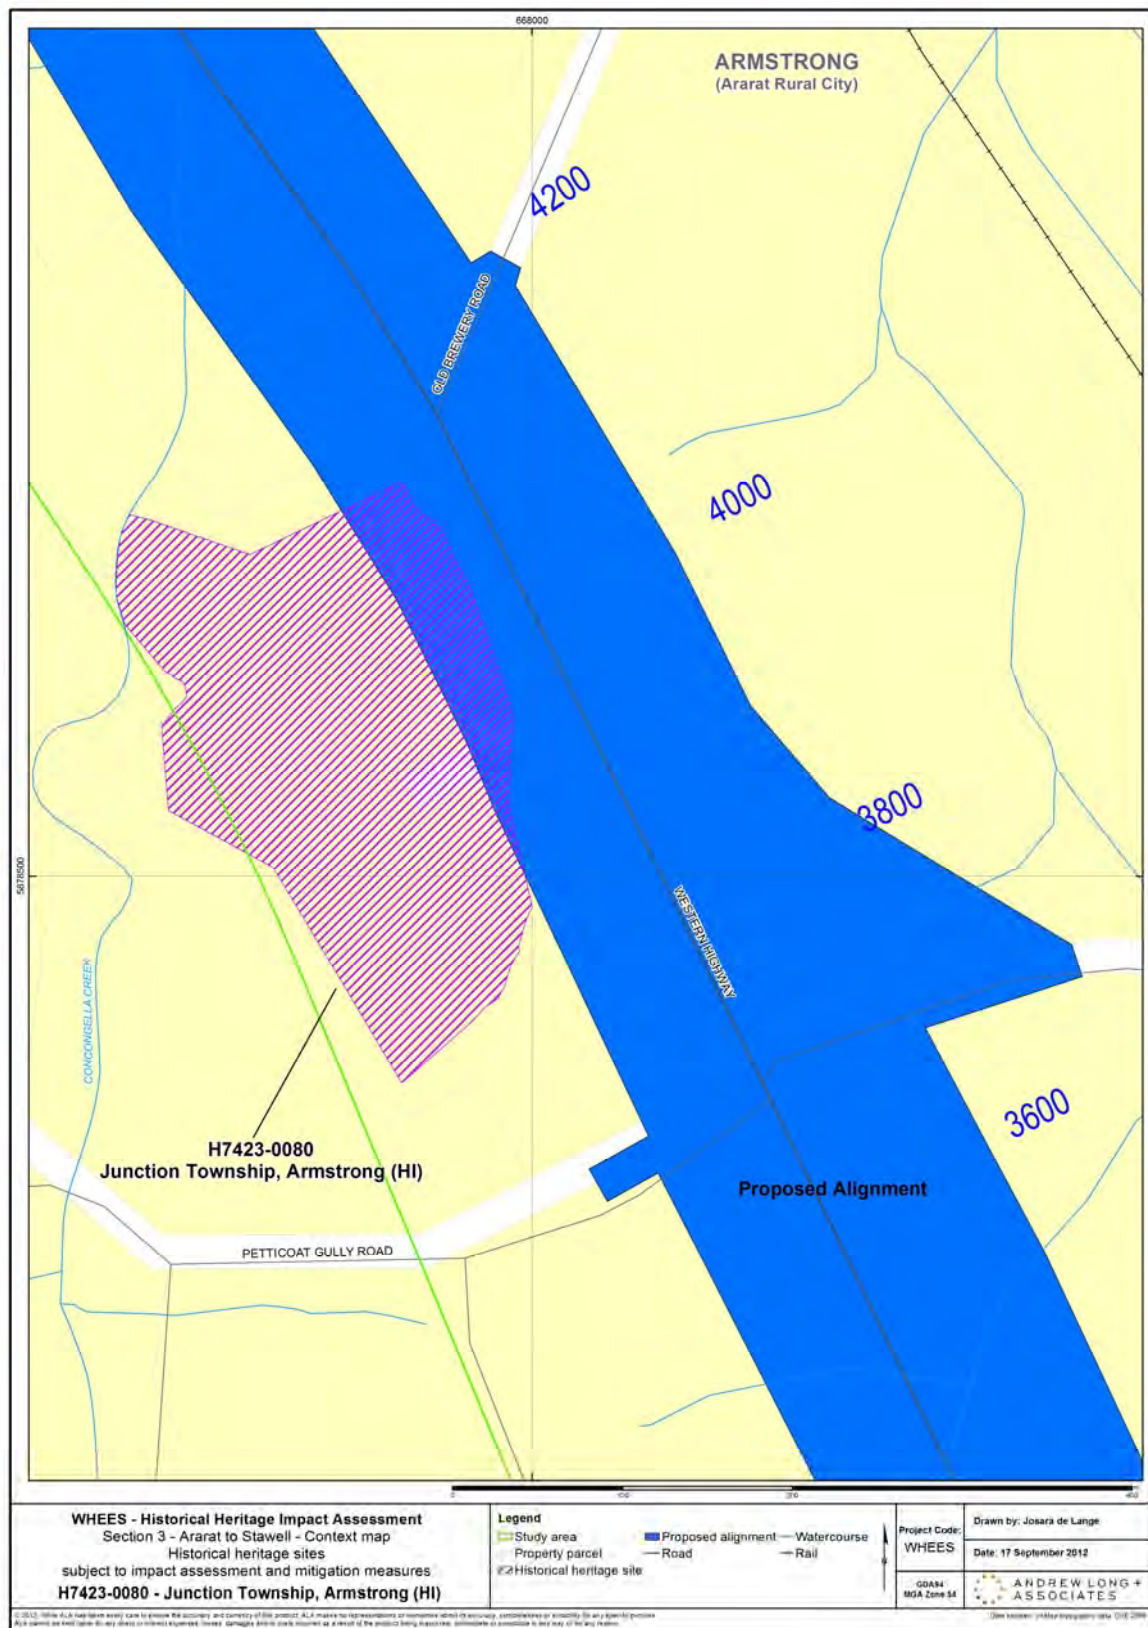 668000
ARMSTRONG
(Ararat Rural City)
4200
OLD BREWERY ROAD
4000
3800
5878500
WESTERN HIGHWAY
CONCONGELLA CREEK
3600
H7423-0080
Junction Township, Armstrong (HI)
Proposed Alignment
PETTICOAT GULLY ROAD
0 100 200 400
WHEES - Historical Heritage Impact Assessment
Section 3 - Ararat to Stawell - Context map
Historical heritage sites
subject to impact assessment and mitigation measures
H7423-0080 - Junction Township, Armstrong (HI)
Legend
Study area Proposed alignment Watercourse
Property parcel Road Rail
Historical heritage site
Project Code:
WHEES
GDA94
MGA Zone 54
Drawn by: Josara de Lange
Date: 17 September 2012
ANDREW LONG +
ASSOCIATES